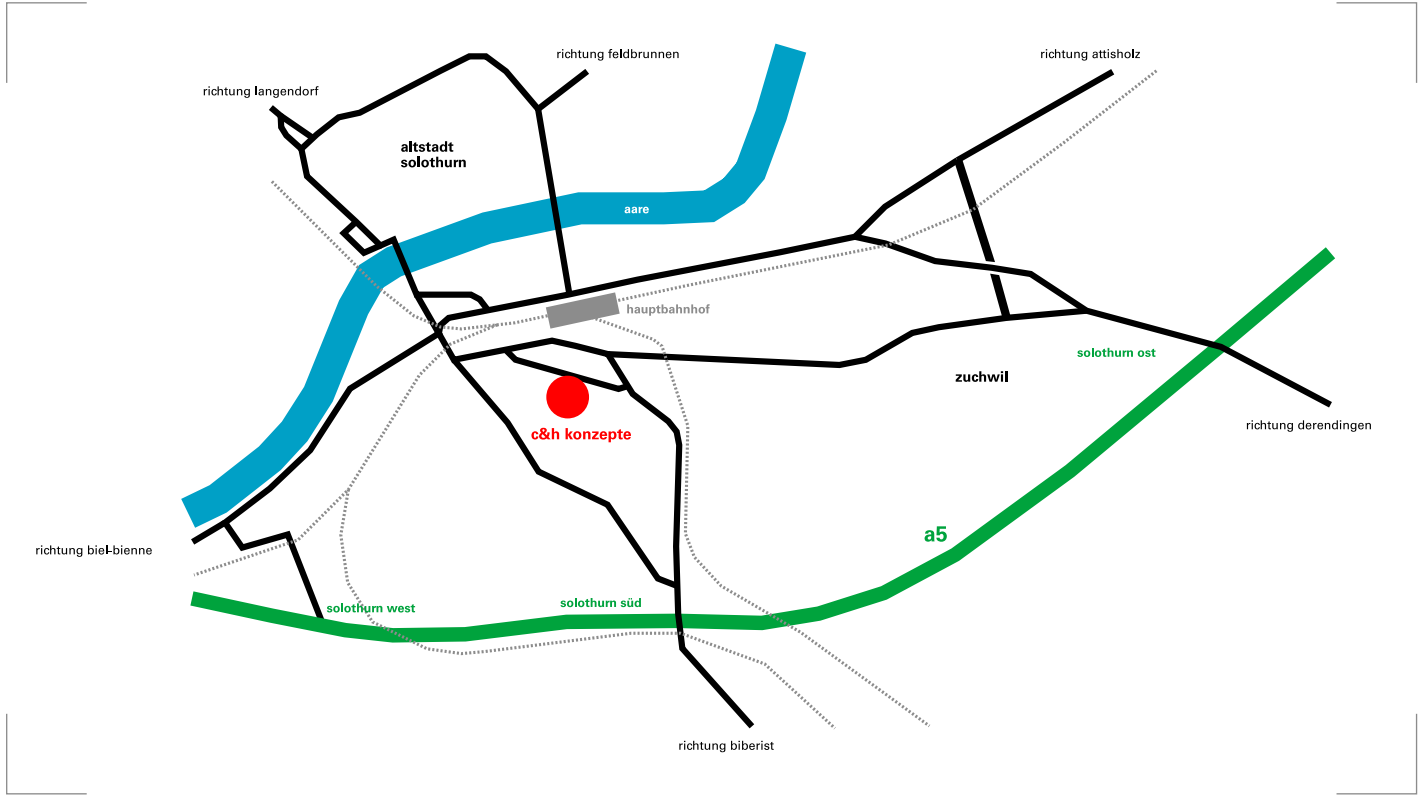 richtung feldbrunnen
richtung attisholz
richtung langendorf
altstadt
solothurn
aare
hauptbahnhof
solothurn ost
zuchwil
richtung derendingen
c&h konzepte
a5
richtung biel-bienne
solothurn west
solothurn süd
richtung biberist